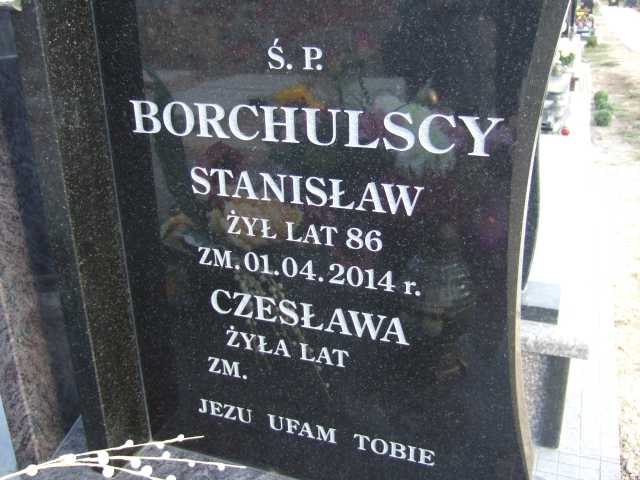 Ś. P.
BORCHULSCY
STANISŁAW
ŻYŁ LAT 86
ZM. 01.04.2014 r.
CZESŁAWA
ŻYŁA LAT
ZM.
JEZU UFAM TOBIE